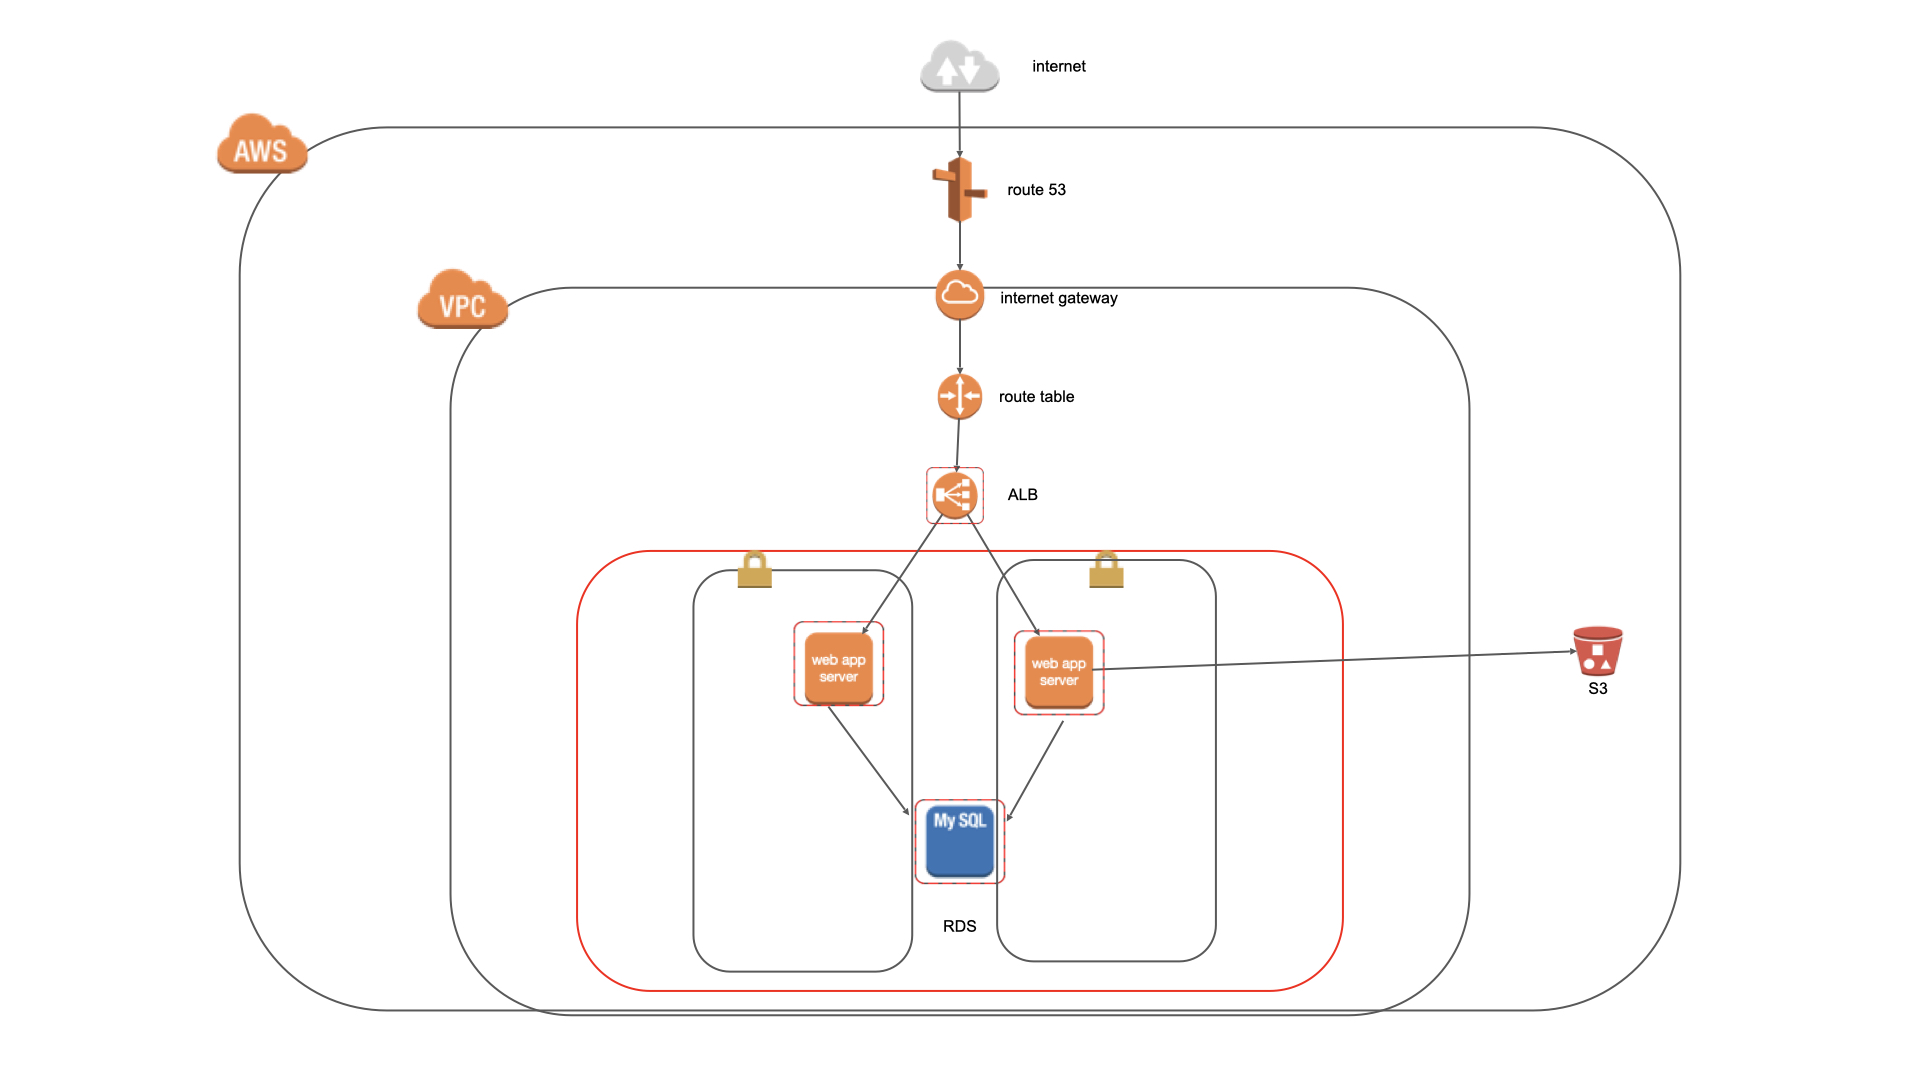 internet
AWS
route 53
VPC
internet gateway
route table
ALB
web app
server
web app
server
S3
My SQL
RDS